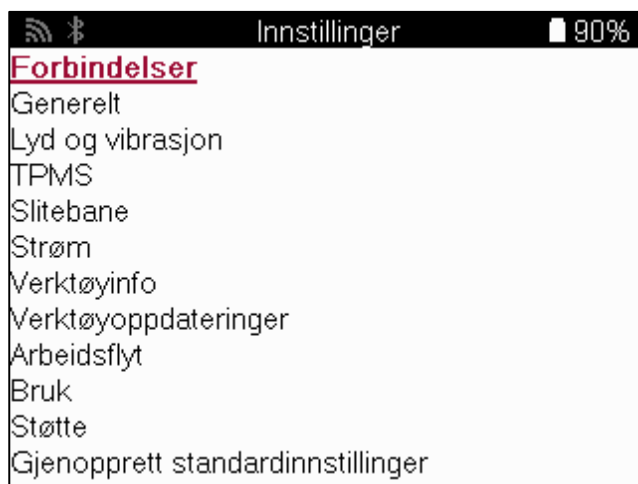 Innstillinger 90%
Forbindelser
Generelt
Lyd og vibrasjon
TPMS
Slitebane
Strøm
Verktøyinfo
Verktøyoppdateringer
Arbeidsflyt
Bruk
Støtte
Gjenopprett standardinnstillinger